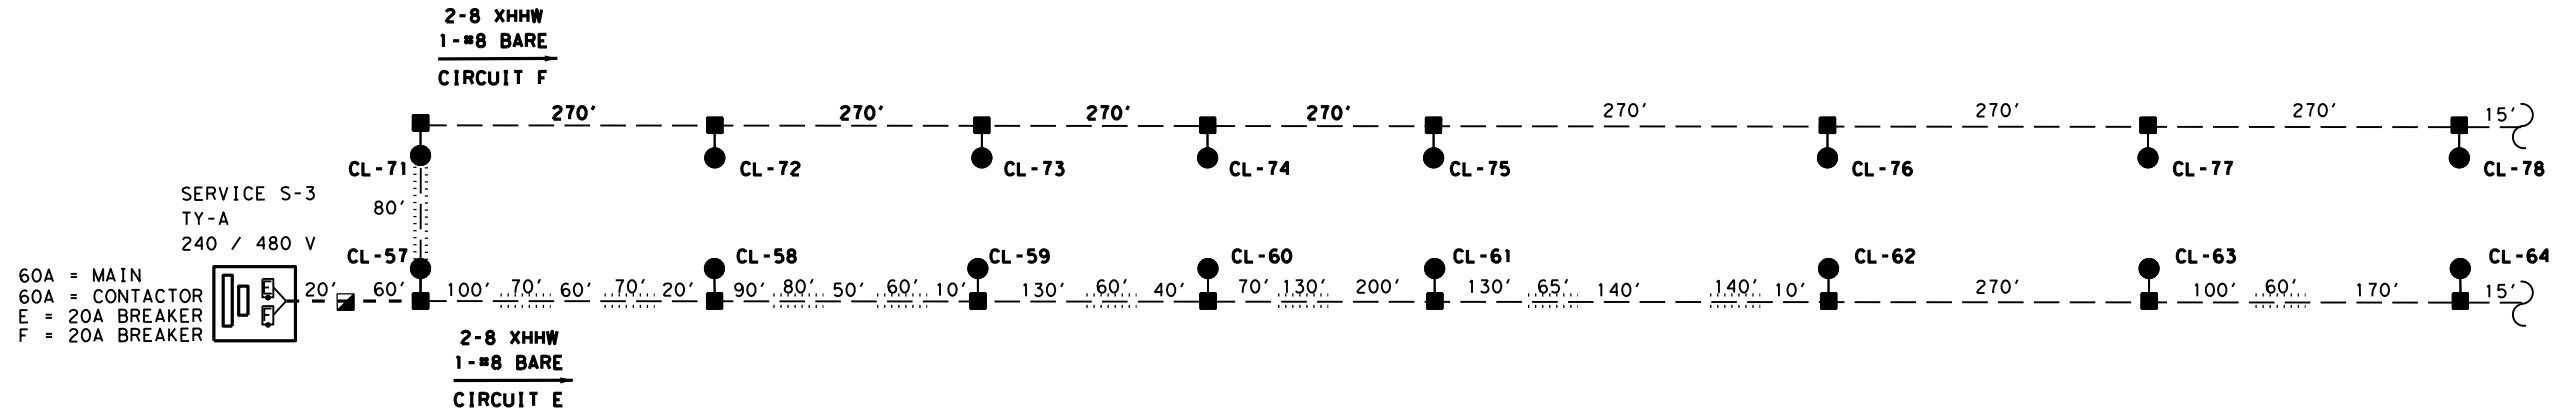 2-8 XHHW
1-#8 BARE
CIRCUIT F
270' 270' 270' 270' 270' 270' 270' 15'
CL-71 CL-72 CL-73 CL-74 CL-75 CL-76 CL-77 CL-78
SERVICE S-3
TY-A
240 / 480 V
80'
CL-57 CL-58 CL-59 CL-60 CL-61 CL-62 CL-63 CL-64
60A = MAIN
60A = CONTACTOR
E = 20A BREAKER
F = 20A BREAKER
E
F
20' 60' 100' 70' 60' 70' 20' 90' 80' 50' 60' 10' 130' 60' 40' 70' 130' 200' 130' 65' 140' 140' 10' 270' 100' 60' 170' 15'
2-8 XHHW
1-#8 BARE
CIRCUIT E